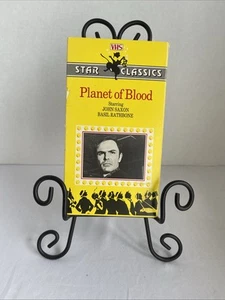 VHS
STAR CLASSICS
Planet of Blood
Starring
JOHN SAXON
BASIL RATHBONE